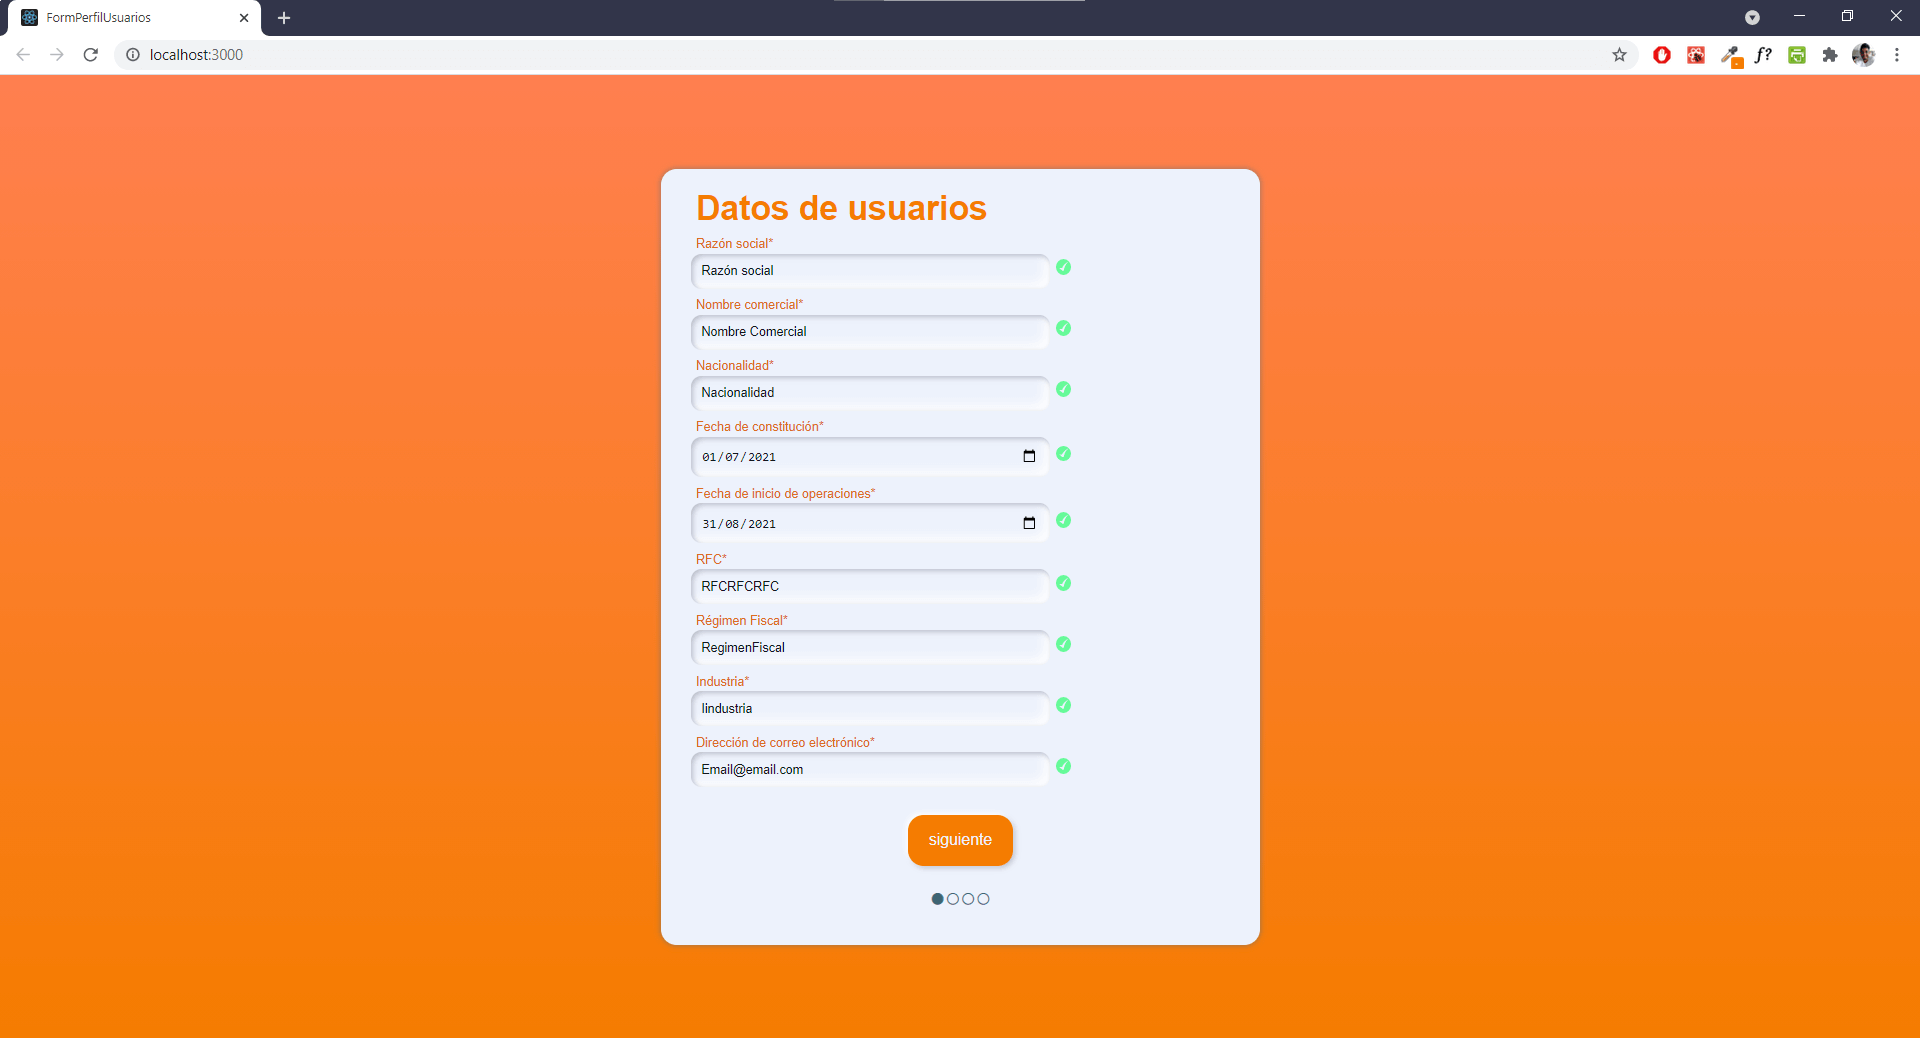 FormPerfilUsuarios
localhost:3000
f?
Datos de usuarios
Razón social*
Razón social
Nombre comercial*
Nombre Comercial
Nacionalidad*
Nacionalidad
Fecha de constitución*
01/07/2021
Fecha de inicio de operaciones*
31/08/2021
RFC*
RFCRFCRFC
Régimen Fiscal*
RegimenFiscal
Industria*
Iindustria
Dirección de correo electrónico*
Email@email.com
siguiente